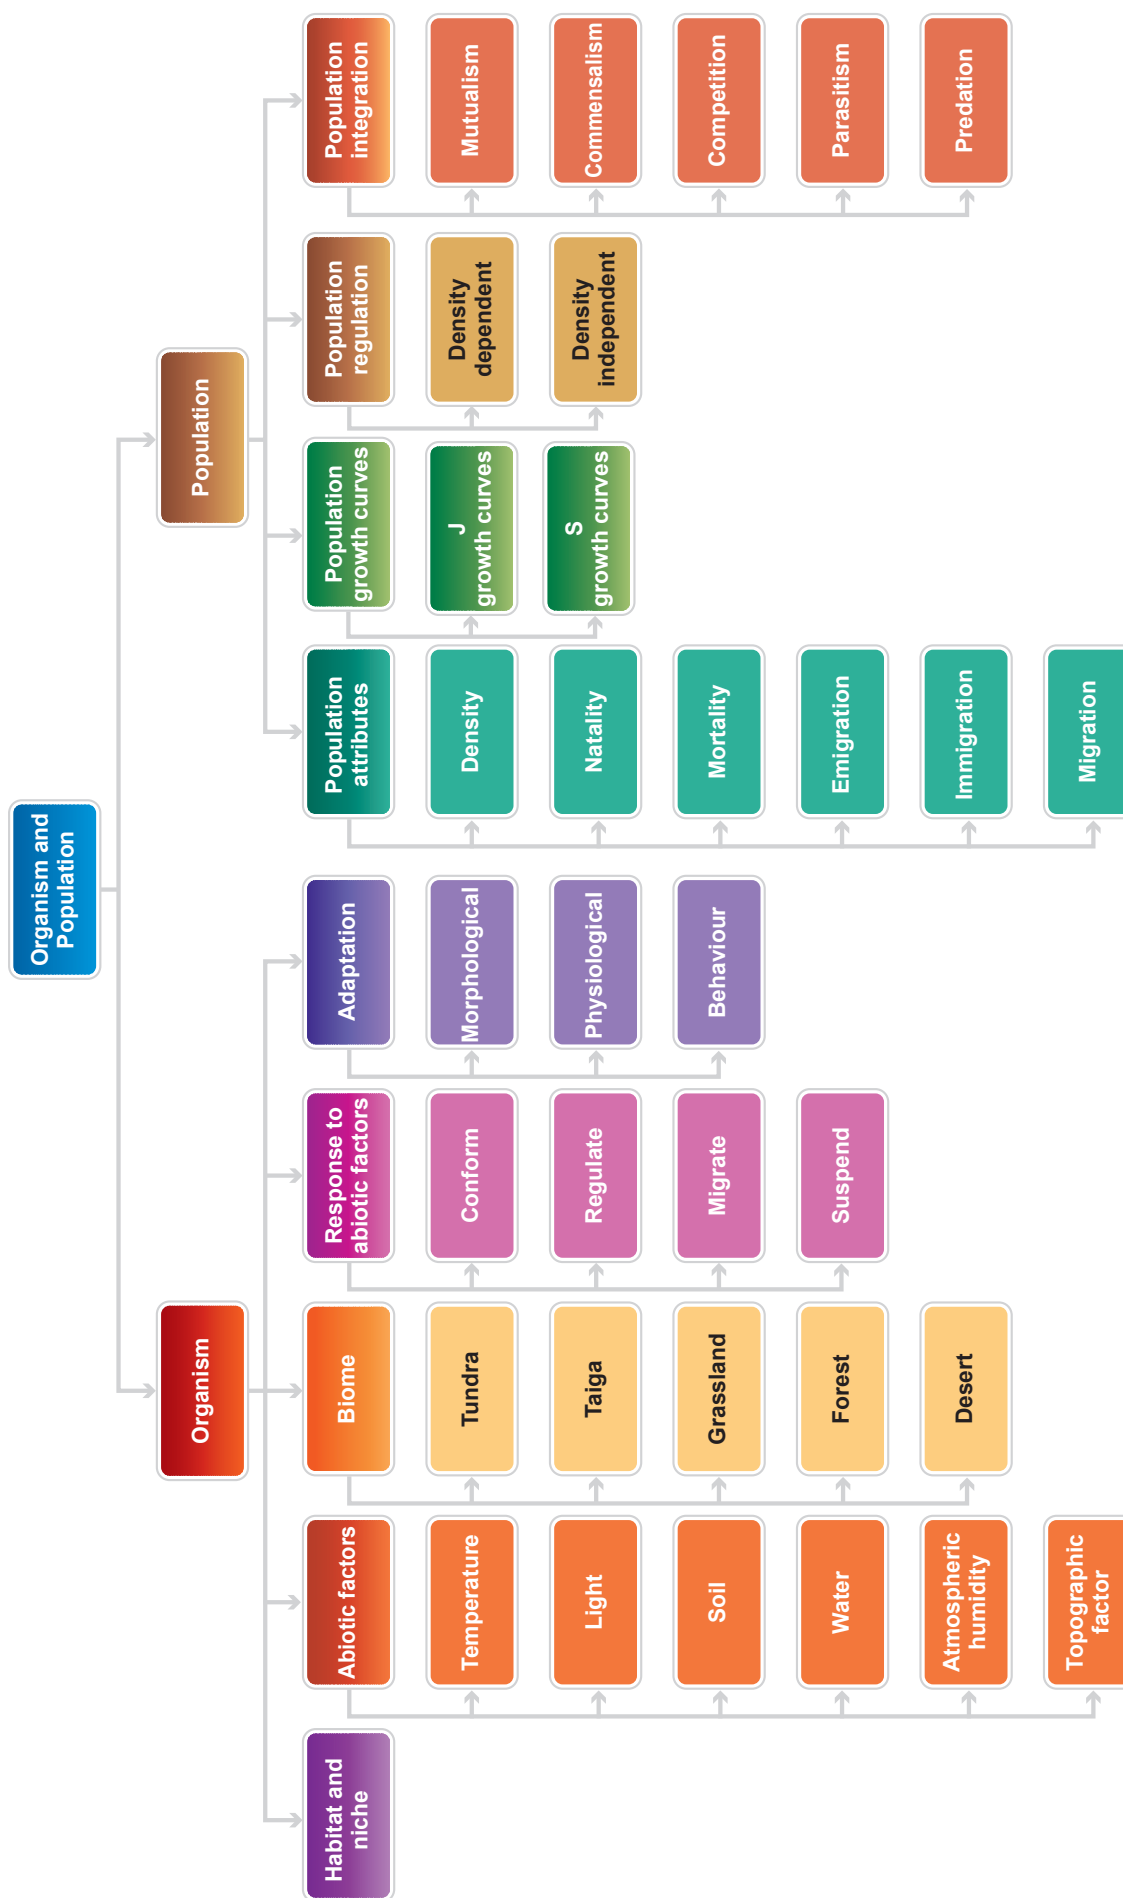 Organism and
Population
Organism
Population
Habitat and
niche
Abiotic factors
Temperature
Light
Soil
Water
Atmospheric
humidity
Topographic
factor
Biome
Tundra
Taiga
Grassland
Forest
Desert
Response to
abiotic factors
Conform
Regulate
Migrate
Suspend
Adaptation
Morphological
Physiological
Behaviour
Population
attributes
Density
Natality
Mortality
Emigration
Immigration
Migration
Population
growth curves
J
growth curves
S
growth curves
Population
regulation
Density
dependent
Density
independent
Population
integration
Mutualism
Commensalism
Competition
Parasitism
Predation